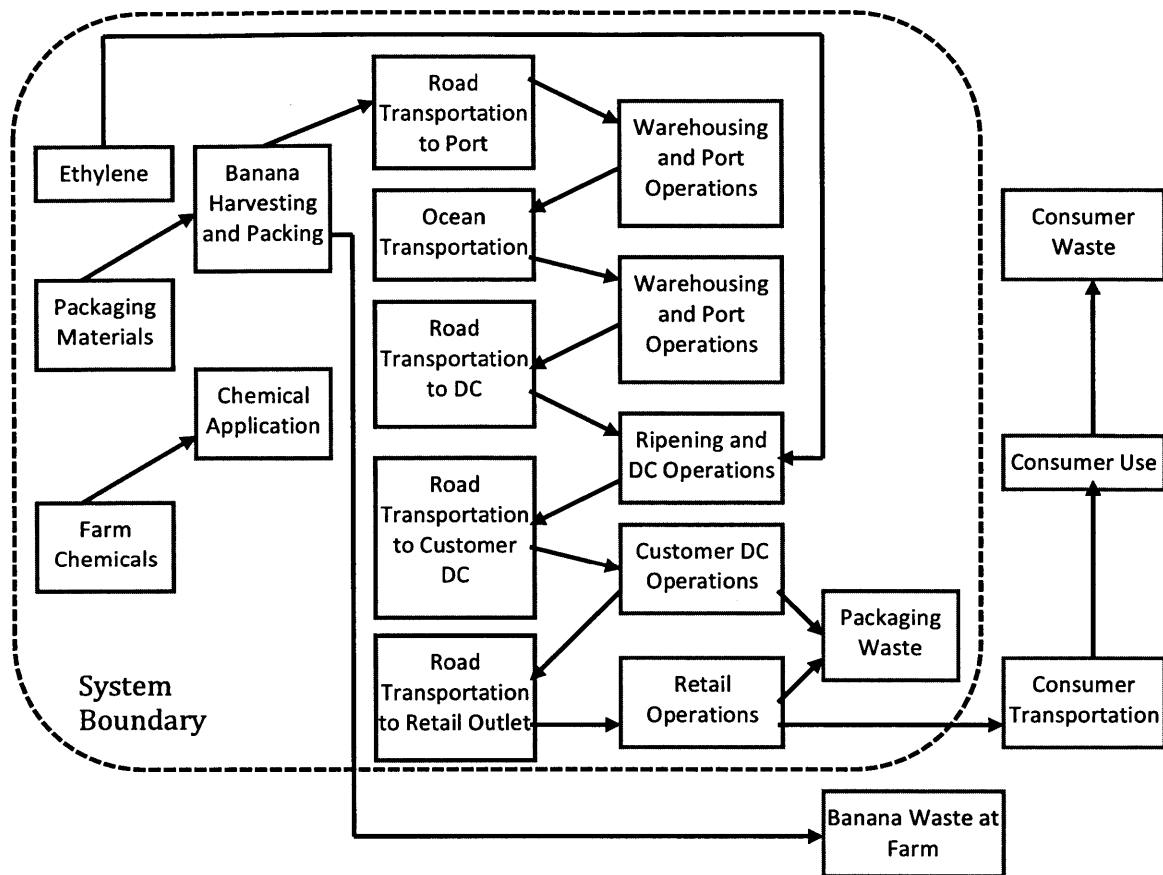 Ethylene
Packaging
Materials
Farm
Chemicals
Banana
Harvesting
and Packing
Chemical
Application
Road
Transportation
to Port
Ocean
Transportation
Road
Transportation
to DC
Road
Transportation
to Customer
DC
Road
Transportation
to Retail Outlet
Warehousing
and Port
Operations
Warehousing
and Port
Operations
Ripening and
DC Operations
Customer DC
Operations
Retail
Operations
Packaging
Waste
Consumer
Waste
Consumer Use
Consumer
Transportation
System
Boundary
Banana Waste at
Farm